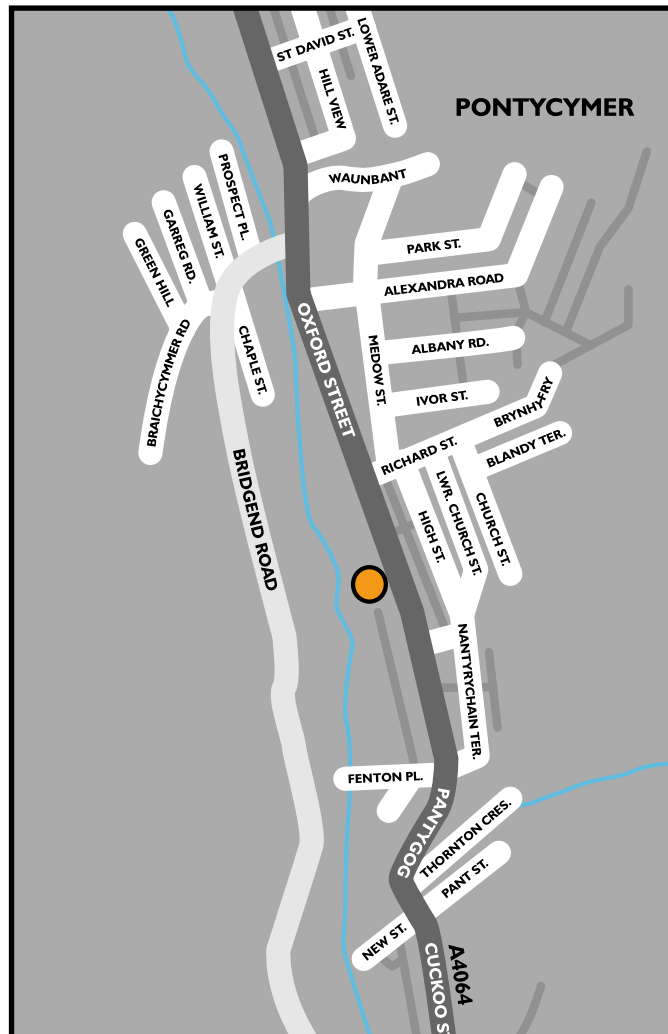 ST DAVID ST.
LOWER ADARE ST.
HILL VIEW
PONTYCYMER
PROSPECT PL.
WILLIAM ST.
GARREG RD.
GREEN HILL
WAUNBANT
PARK ST.
ALEXANDRA ROAD
OXFORD STREET
MEDOW ST.
ALBANY RD.
CHAPLE ST.
BRAICHYCYMMER RD
IVOR ST.
BRYNHYFRY
RICHARD ST.
BLANDY TER.
BRIDGEND ROAD
HIGH ST.
LWR. CHURCH ST.
CHURCH ST.
NANTYRYCHAIN TER.
FENTON PL.
PANTYGOG
THORNTON CRES.
PANT ST.
NEW ST.
A4064
CUCKOO S